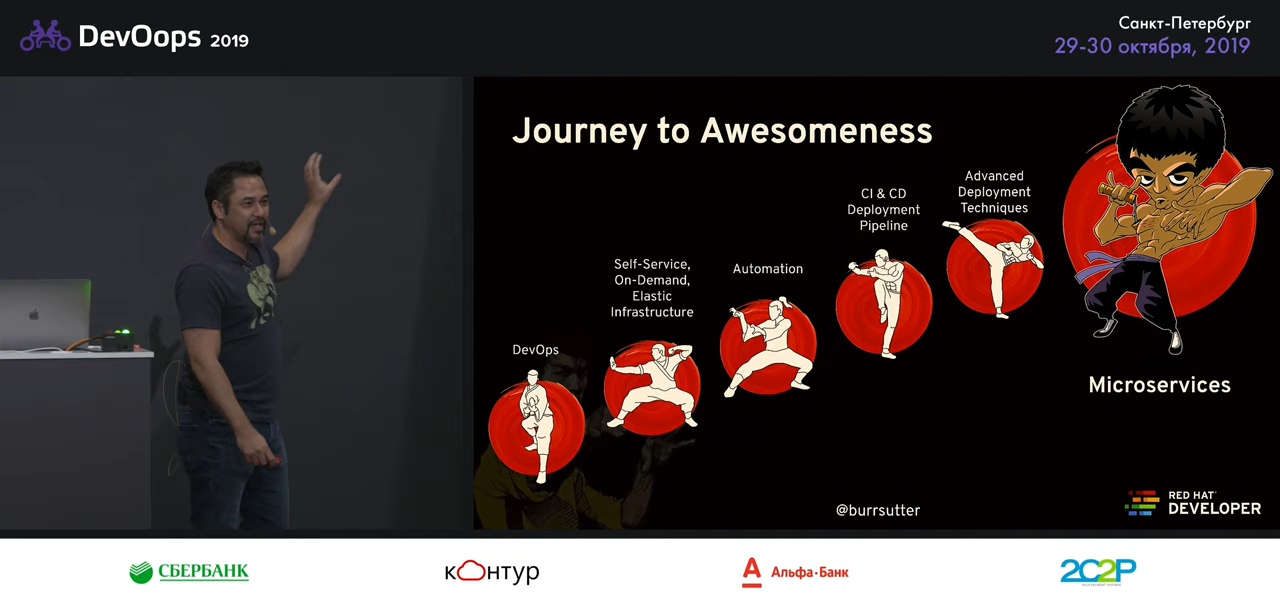 DevOops 2019
Санкт-Петербург
29-30 октября, 2019
Journey to Awesomeness
DevOps
Self-Service,
On-Demand,
Elastic
Infrastructure
Automation
CI & CD
Deployment
Pipeline
Advanced
Deployment
Techniques
Microservices
@burrsutter
RED HAT
DEVELOPER
СБЕРБАНК
кОнтур
Альфа·Банк
2C2P